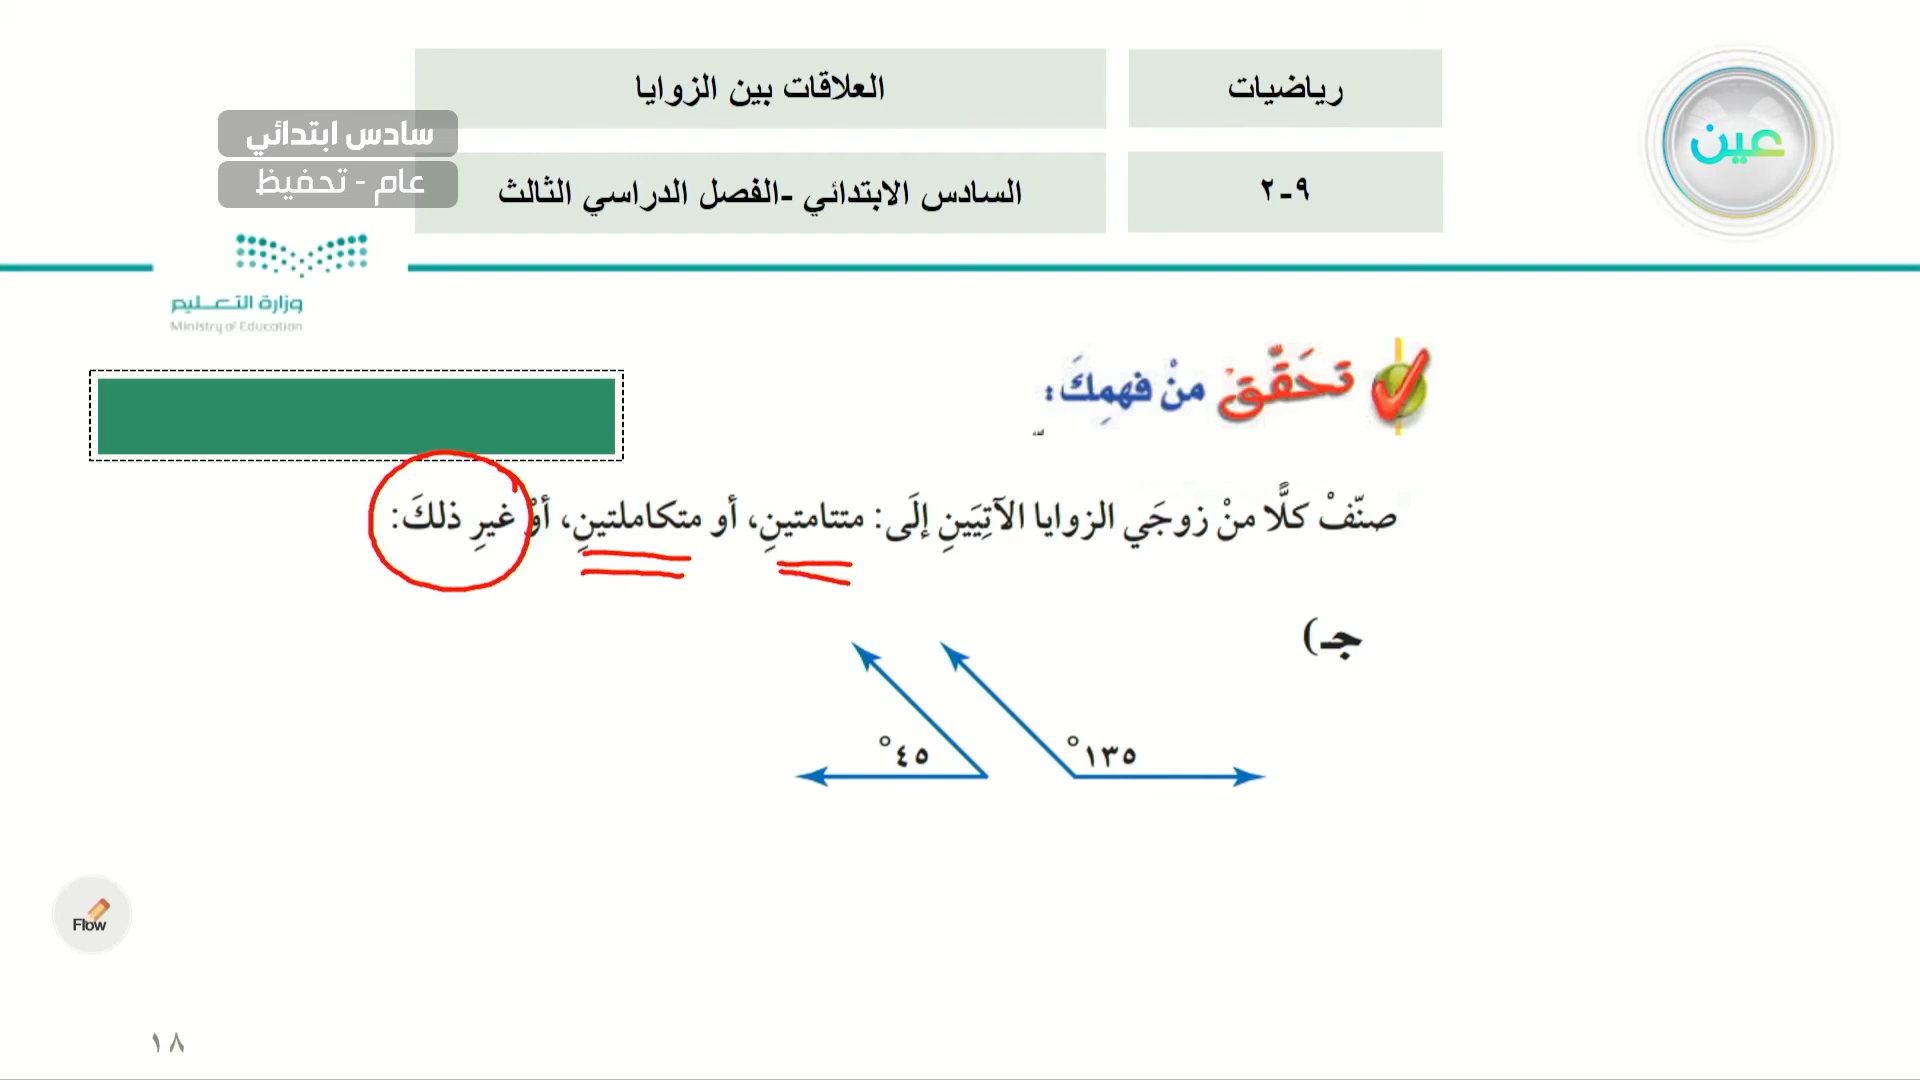 رياضيات
العلاقات بين الزوايا
٩-٢
السادس الابتدائي -الفصل الدراسي الثالث
سادس ابتدائي
عام - تحفيظ
عين
وزارة التعليم
Ministry of Education
تحَقَّقْ منْ فهمِكَ:
صنّفْ كلًّا منْ زوجَي الزوايا الآتِيَينِ إلَى: متتامتينِ، أو متكاملتينِ، أوْ غيرِ ذلكَ:
جـ)
٤٥°
١٣٥°
Flow
١٨